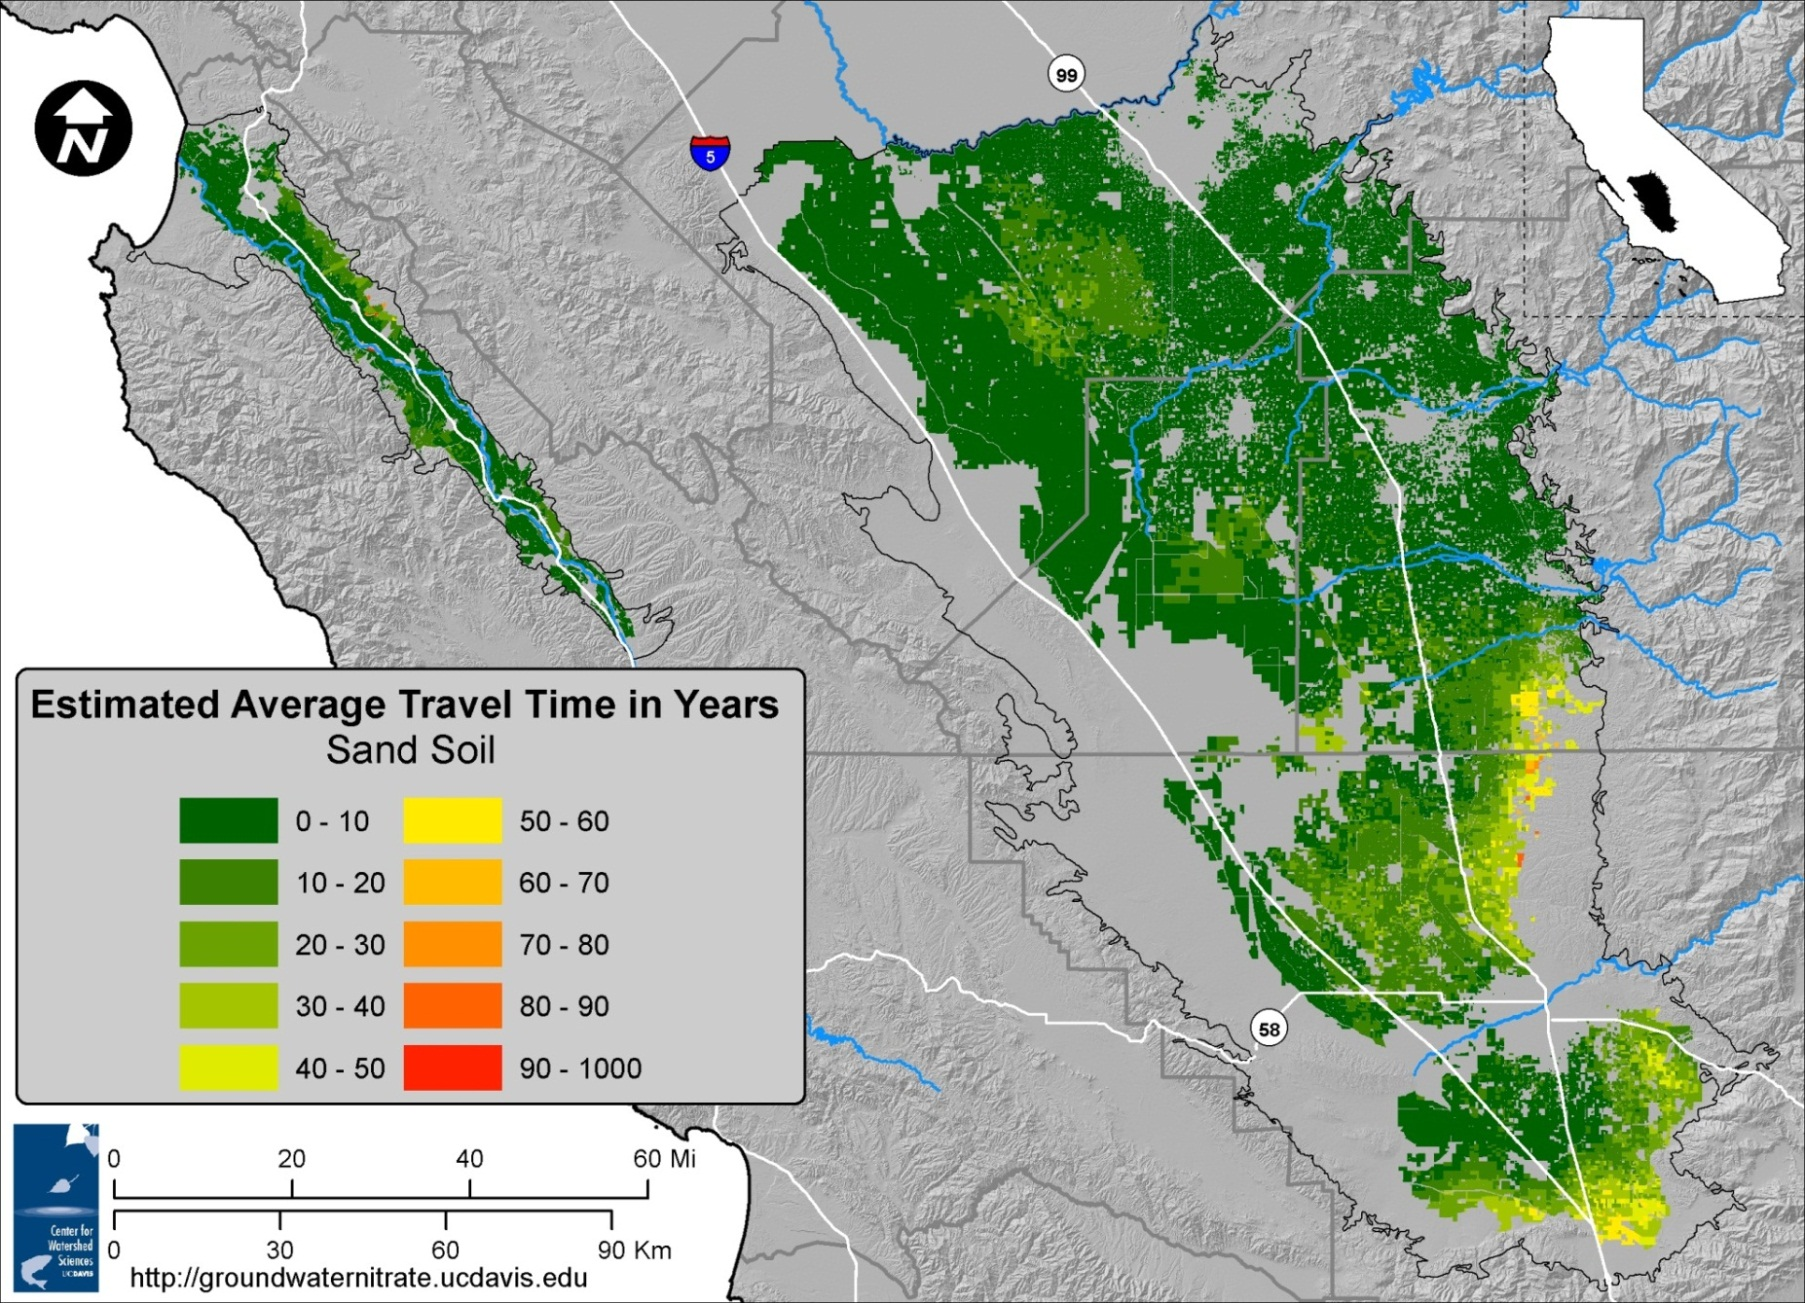 99
N
5
Estimated Average Travel Time in Years
Sand Soil
0 - 10
50 - 60
10 - 20
60 - 70
20 - 30
70 - 80
30 - 40
80 - 90
40 - 50
90 - 1000
58
0 20 40 60 Mi
0 30 60 90 Km
Center for
Watershed
Sciences
UCDAVIS
http://groundwaternitrate.ucdavis.edu